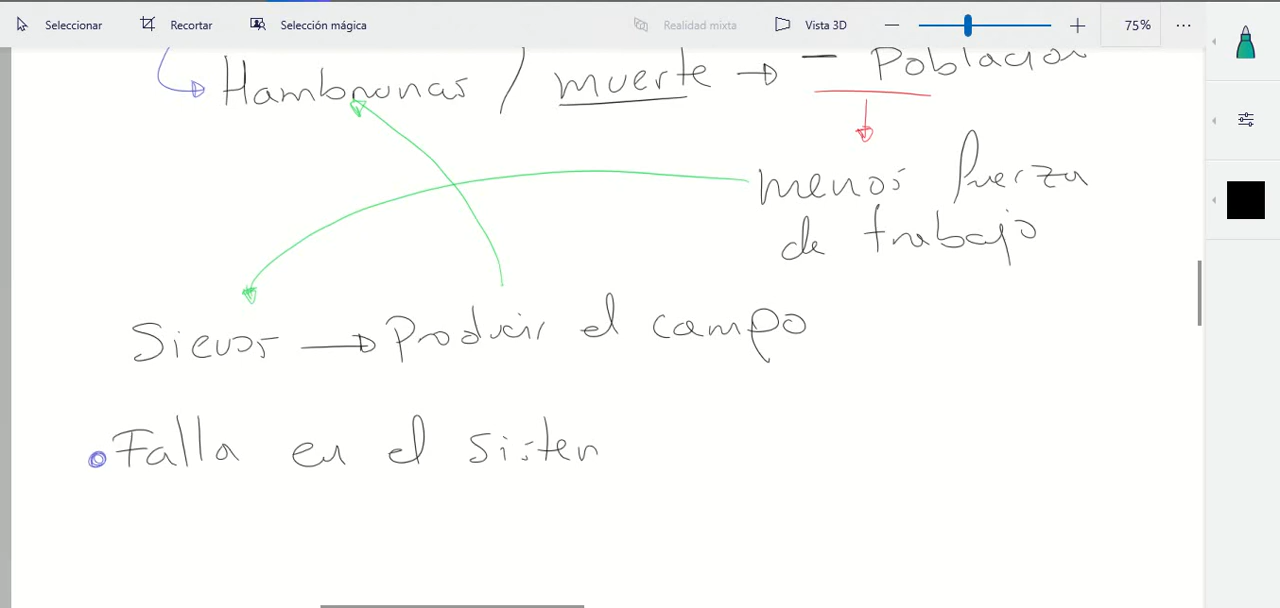 Seleccionar Recortar Selección mágica Realidad mixta Vista 3D 75%
Hambrunas / muerte → - Población
menos fuerza
de trabajo
Siervos → Producir el campo
Falla en el sistem